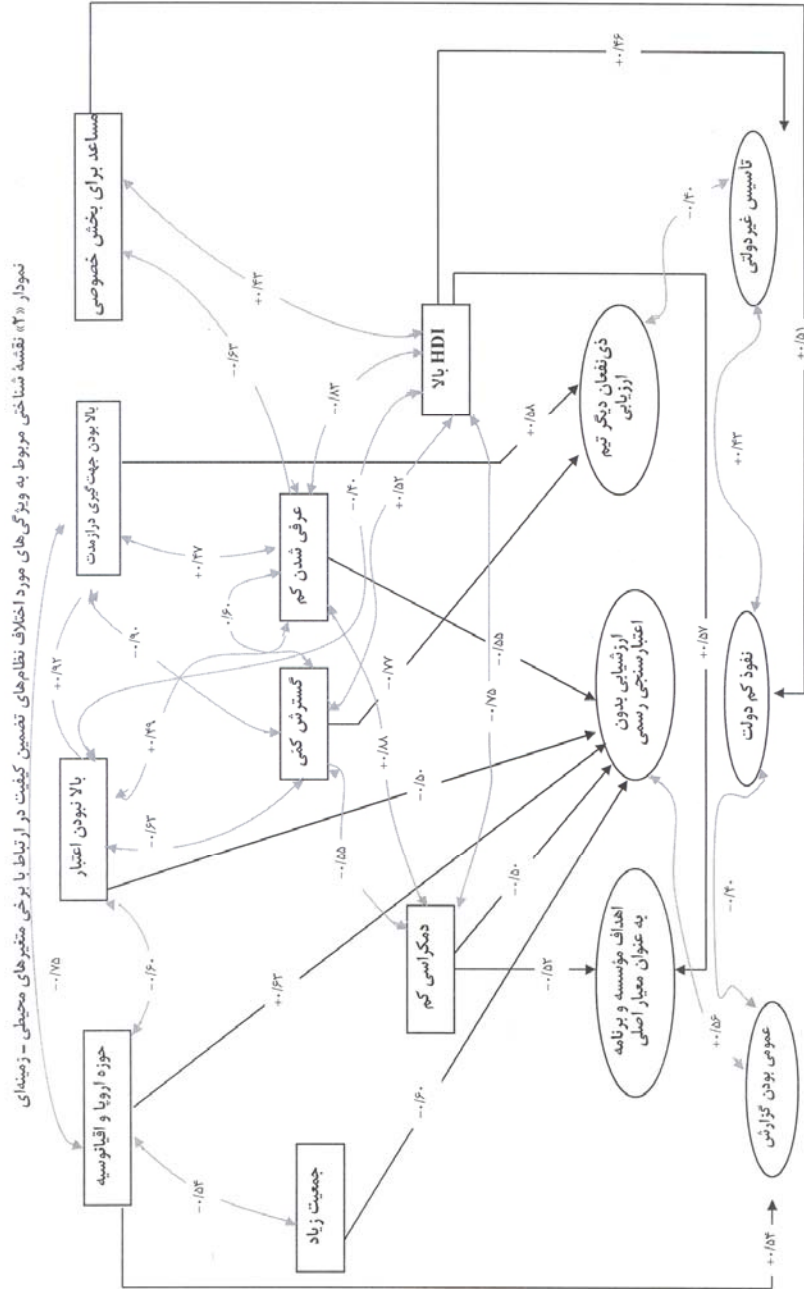 نمودار «۲» نقشهٔ شناختی مربوط به ویژگی‌های مورد اختلاف نظام‌های تضمین کیفیت در ارتباط با برخی متغیرهای محیطی - زمینه‌ای
مساعد برای بخش خصوصی
بالا بودن جهت‌گیری درازمدت
بالا نبودن اعتبار
حوزه اروپا و اقیانوسیه
-۰/۷۵
+۰/۹۲
-۰/۶۰
-۰/۶۳
+۰/۴۳
+۰/۴۷
-۰/۹۰
+۰/۴۹
-۰/۶۳
-۰/۵۴
۰/۶۰
-۰/۸۳
-۰/۴۰
HDI بالا
عرفی شدن کم
گسترش کمّی
جمعیت زیاد
+۰/۴۶
+۰/۵۲
+۰/۵۸
-۰/۷۷
+۰/۸۸
-۰/۵۵
-۰/۵۰
+۰/۶۳
-۰/۵۵
-۰/۷۵
دمکراسی کم
-۰/۵۰
-۰/۵۲
-۰/۶۰
-۰/۴۰
+۰/۵۷
تاسیس غیردولتی
ذی‌نفعان دیگر تیم
ارزیابی
ارزشیابی بدون
اعتبارسنجی رسمی
اهداف مؤسسه و برنامه
به عنوان معیار اصلی
+۰/۴۳
+۰/۵۱
نفوذ کم دولت
-۰/۴۰
+۰/۵۶
عمومی بودن گزارش
+۰/۵۴